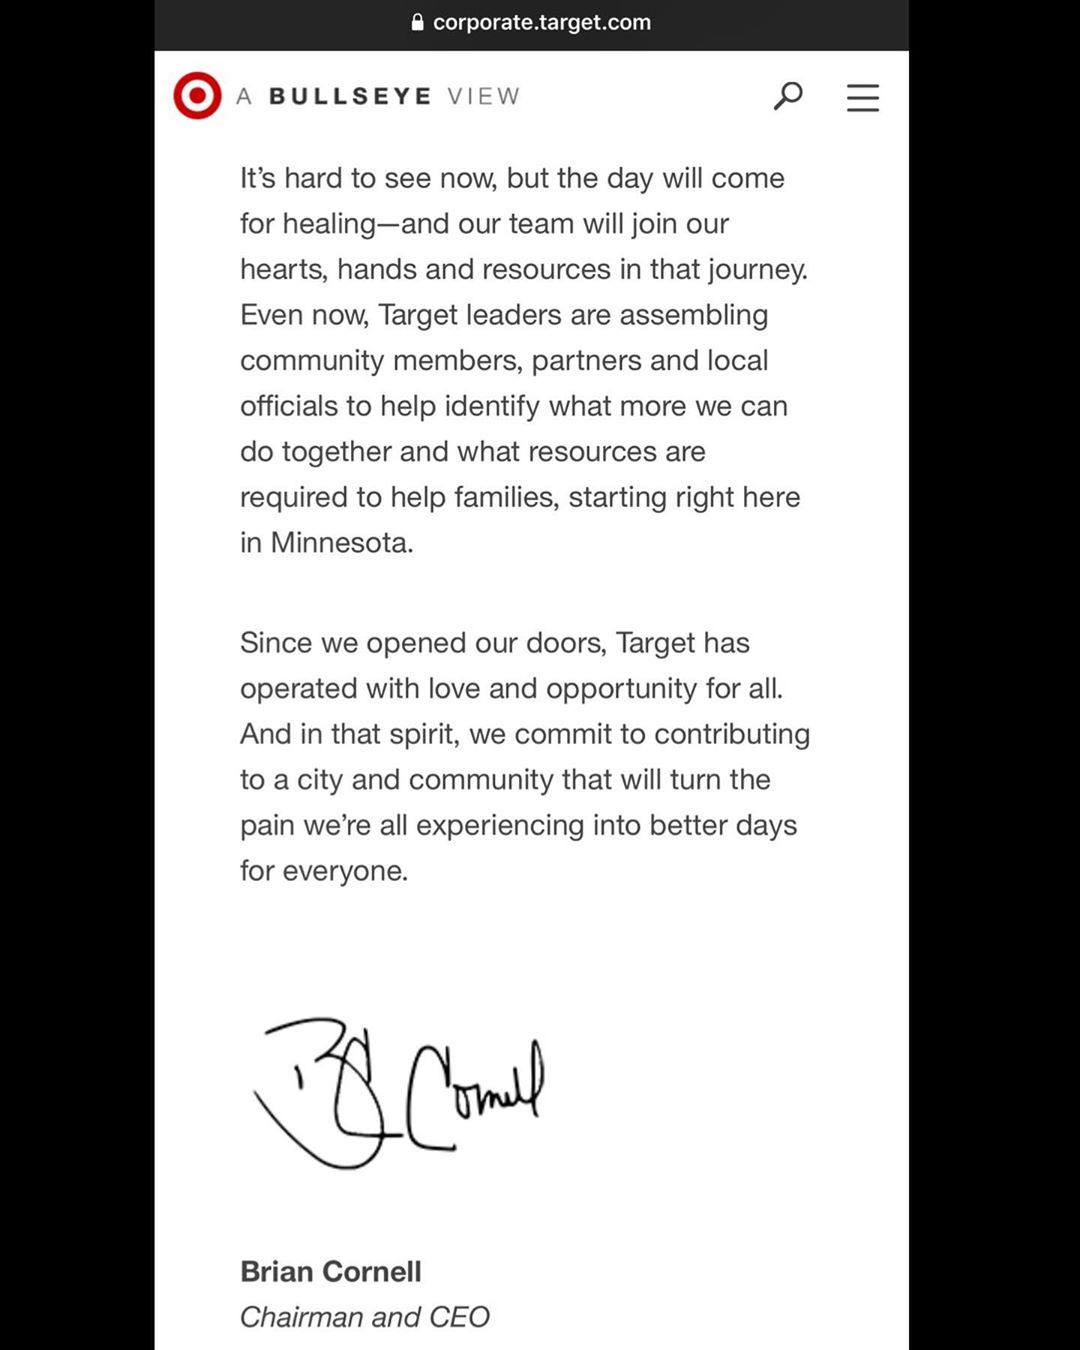 corporate.target.com
A BULLSEYE VIEW
It’s hard to see now, but the day will come
for healing—and our team will join our
hearts, hands and resources in that journey.
Even now, Target leaders are assembling
community members, partners and local
officials to help identify what more we can
do together and what resources are
required to help families, starting right here
in Minnesota.
Since we opened our doors, Target has
operated with love and opportunity for all.
And in that spirit, we commit to contributing
to a city and community that will turn the
pain we’re all experiencing into better days
for everyone.
B Cornell
Brian Cornell
Chairman and CEO